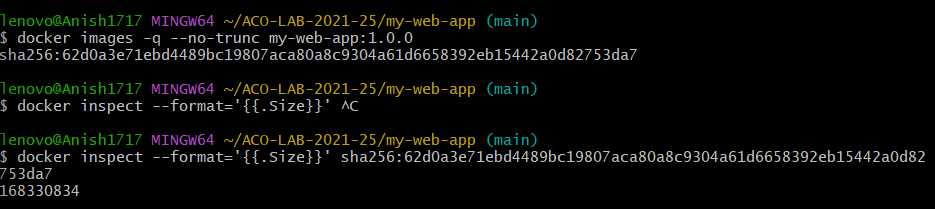 lenovo@Anish1717 MINGW64 ~/ACO-LAB-2021-25/my-web-app (main)
$ docker images -q --no-trunc my-web-app:1.0.0
sha256:62d0a3e71ebd4489bc19807aca80a8c9304a61d6658392eb15442a0d82753da7
lenovo@Anish1717 MINGW64 ~/ACO-LAB-2021-25/my-web-app (main)
$ docker inspect --format='{{.Size}}' ^C
lenovo@Anish1717 MINGW64 ~/ACO-LAB-2021-25/my-web-app (main)
$ docker inspect --format='{{.Size}}' sha256:62d0a3e71ebd4489bc19807aca80a8c9304a61d6658392eb15442a0d82
753da7
168330834